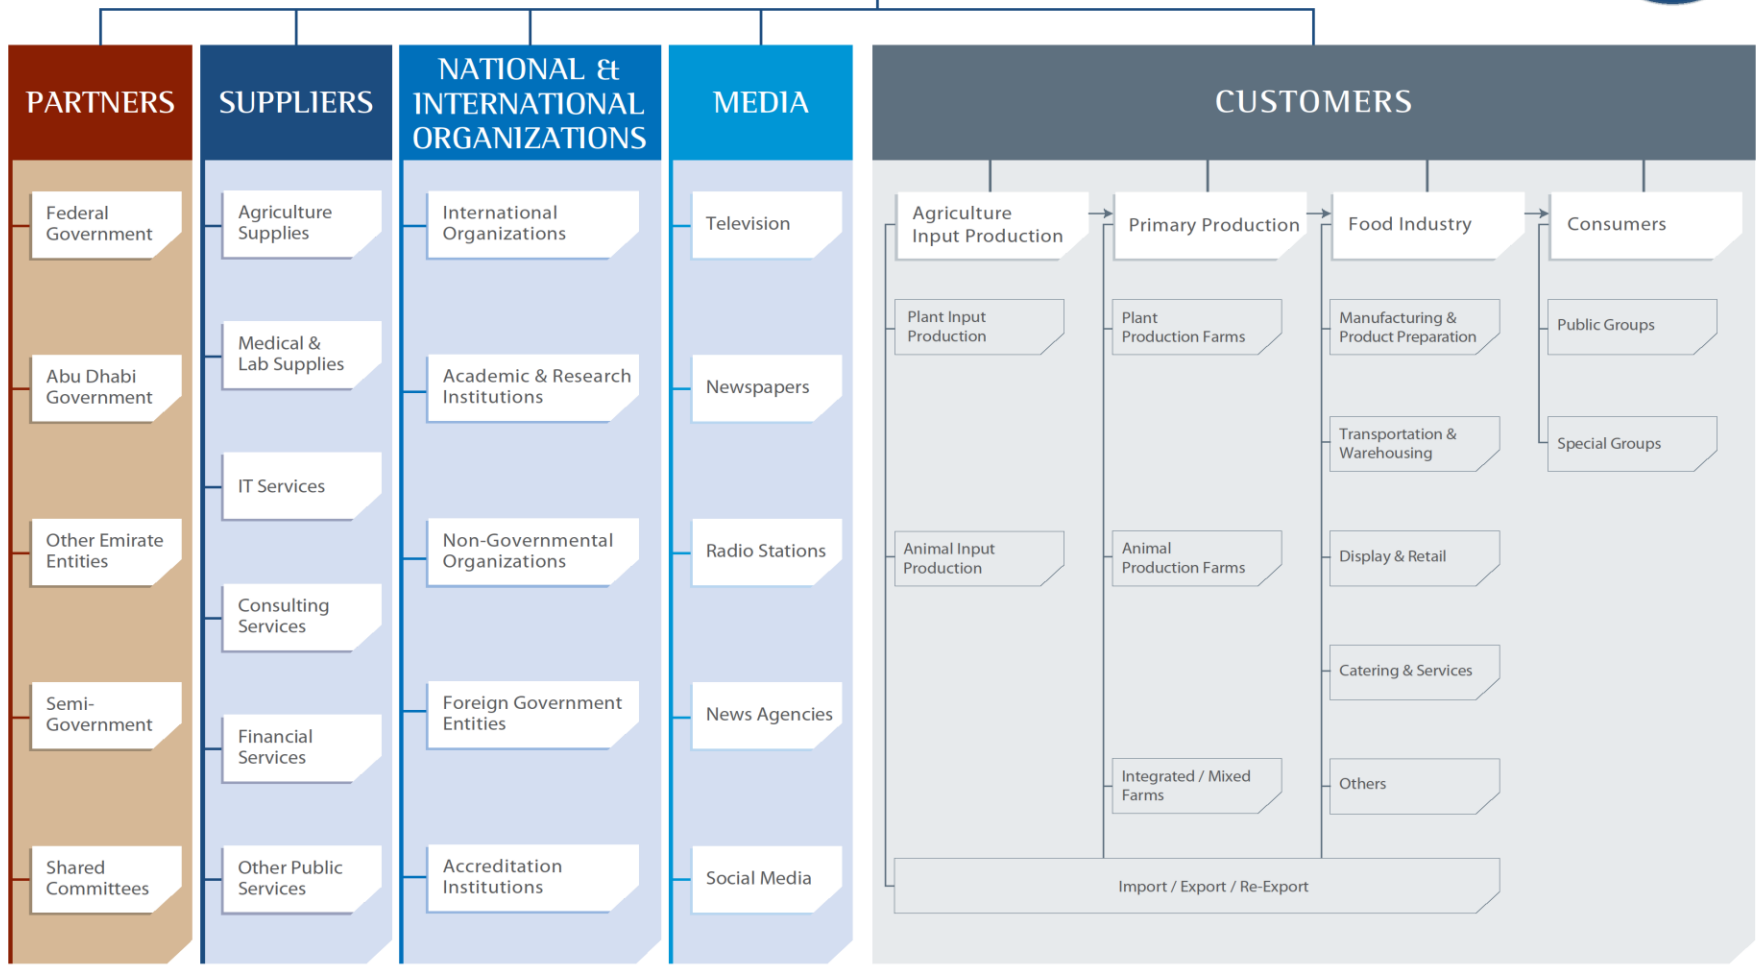 PARTNERS
Federal
Government
Abu Dhabi
Government
Other Emirate
Entities
Semi-
Government
Shared
Committees
SUPPLIERS
Agriculture
Supplies
Medical &
Lab Supplies
IT Services
Consulting
Services
Financial
Services
Other Public
Services
NATIONAL &
INTERNATIONAL
ORGANIZATIONS
International
Organizations
Academic & Research
Institutions
Non-Governmental
Organizations
Foreign Government
Entities
Accreditation
Institutions
MEDIA
Television
Newspapers
Radio Stations
News Agencies
Social Media
CUSTOMERS
Agriculture
Input Production
Plant Input
Production
Animal Input
Production
Primary Production
Plant
Production Farms
Animal
Production Farms
Integrated / Mixed
Farms
Food Industry
Manufacturing &
Product Preparation
Transportation &
Warehousing
Display & Retail
Catering & Services
Others
Consumers
Public Groups
Special Groups
Import / Export / Re-Export